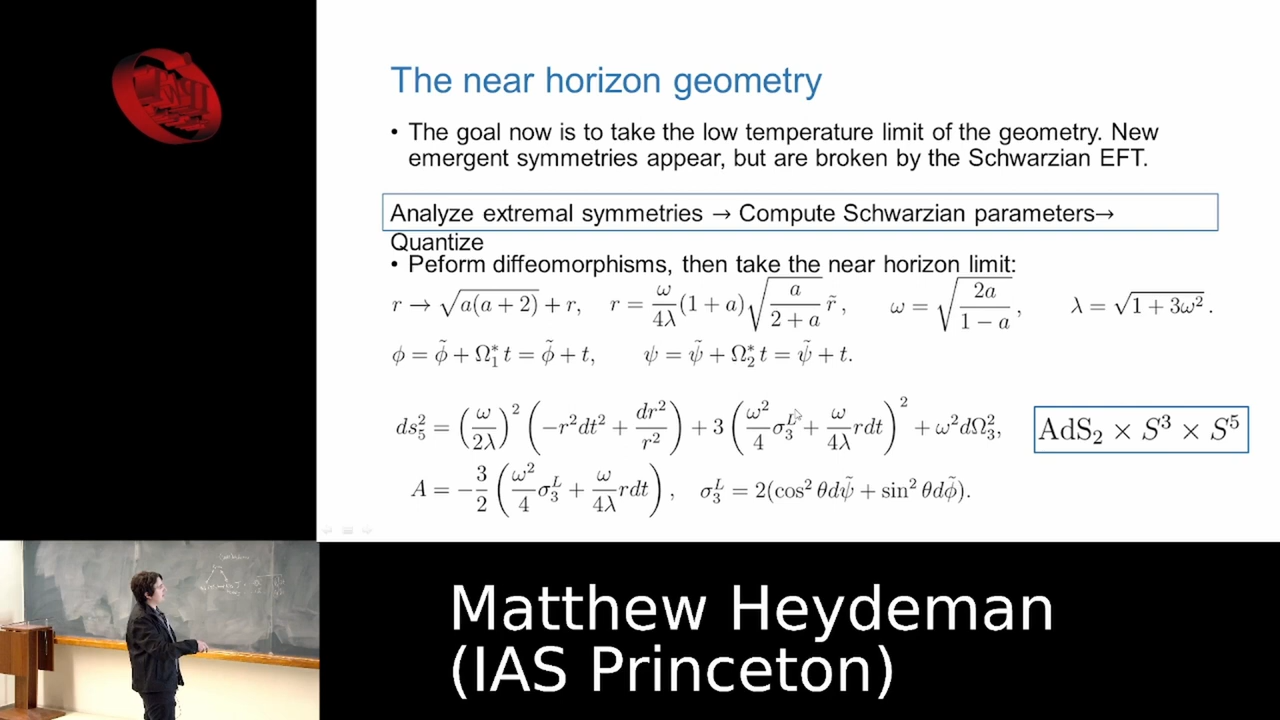 The near horizon geometry
• The goal now is to take the low temperature limit of the geometry. New
emergent symmetries appear, but are broken by the Schwarzian EFT.
Analyze extremal symmetries → Compute Schwarzian parameters→
Quantize
• Peform diffeomorphisms, then take the near horizon limit:
r → √(a(a + 2)) + r, r = ω/4λ (1 + a) √(a/(2 + a)) r̃, ω = √(2a/(1 − a)), λ = √(1 + 3ω²).
ϕ = ϕ̃ + Ω₁* t = ϕ̃ + t, ψ = ψ̃ + Ω₂* t = ψ̃ + t.
ds₅² = (ω/2λ)² (−r²dt² + dr²/r²) + 3 (ω²/4 σ₃ᴸ + ω/4λ rdt)² + ω²dΩ₃², AdS₂ × S³ × S⁵
A = −3/2 (ω²/4 σ₃ᴸ + ω/4λ rdt), σ₃ᴸ = 2(cos² θdψ̃ + sin² θdϕ̃).
Matthew Heydeman
(IAS Princeton)